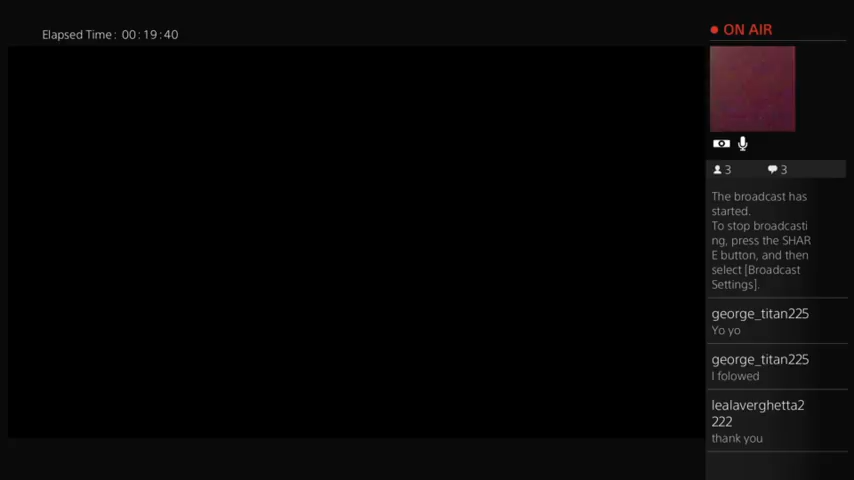 Elapsed Time: 00:19:40
ON AIR
3 3
The broadcast has
started.
To stop broadcasti
ng, press the SHAR
E button, and then
select [Broadcast
Settings].
george_titan225
Yo yo
george_titan225
I folowed
lealaverghetta2
222
thank you